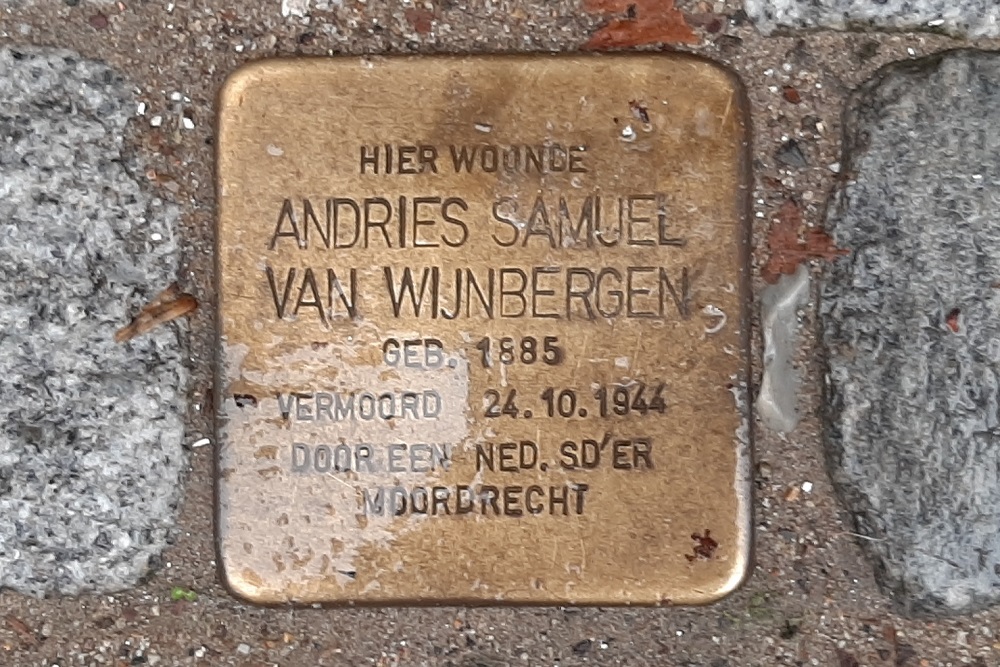 HIER WOONDE
ANDRIES SAMUEL
VAN WIJNBERGEN
GEB. 1885
VERMOORD 24.10.1944
DOOR EEN NED. SD'ER
MOORDRECHT